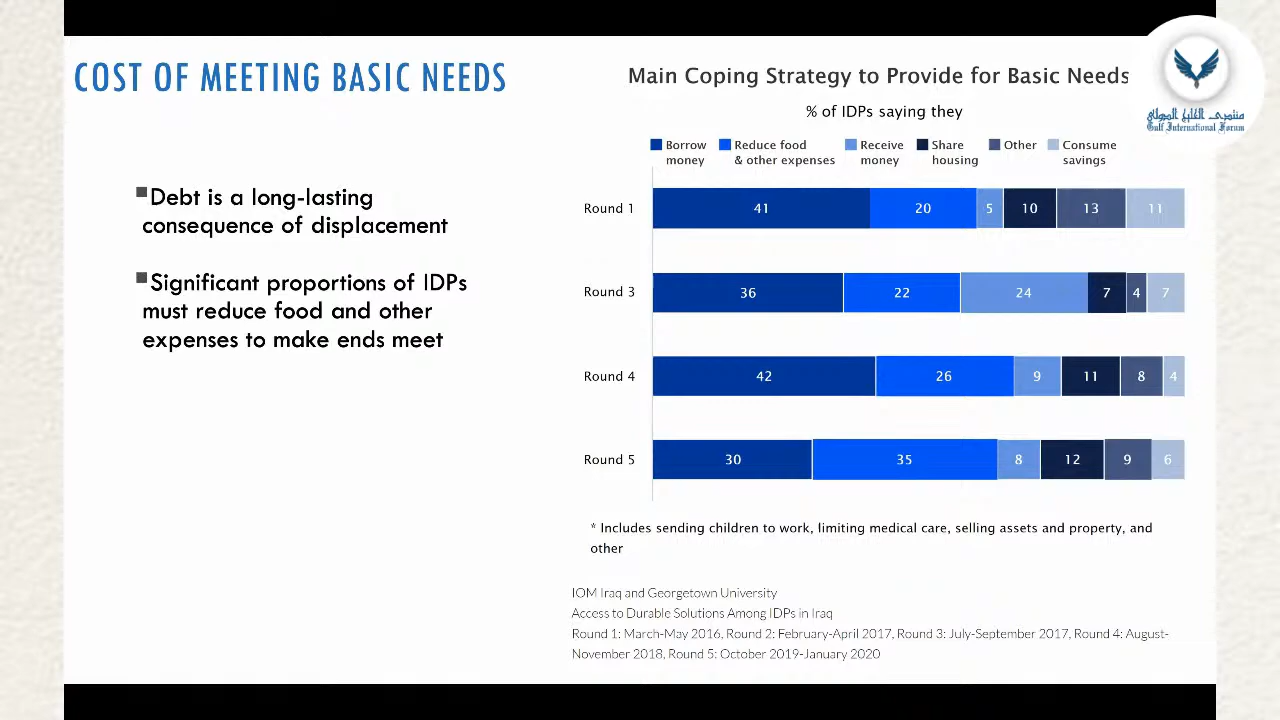 COST OF MEETING BASIC NEEDS
▪Debt is a long-lasting
consequence of displacement
▪Significant proportions of IDPs
must reduce food and other
expenses to make ends meet
Main Coping Strategy to Provide for Basic Needs
% of IDPs saying they
Borrow money
Reduce food & other expenses
Receive money
Share housing
Other
Consume savings
Round 1 41 20 5 10 13 11
Round 3 36 22 24 7 4 7
Round 4 42 26 9 11 8 4
Round 5 30 35 8 12 9 6
* Includes sending children to work, limiting medical care, selling assets and property, and
other
IOM Iraq and Georgetown University
Access to Durable Solutions Among IDPs in Iraq
Round 1: March-May 2016, Round 2: February-April 2017, Round 3: July-September 2017, Round 4: August-
November 2018, Round 5: October 2019-January 2020
منتدى الخليج الدولي
Gulf International Forum